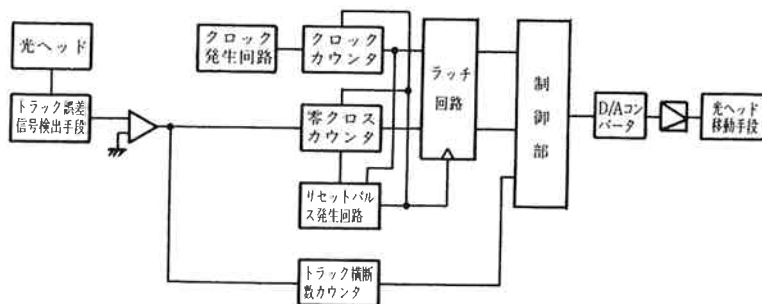 光ヘッド
トラック誤差
信号検出手段
クロック
発生回路
クロック
カウンタ
零クロス
カウンタ
リセットパル
ス発生回路
トラック横断
数カウンタ
ラッチ
回路
制御部
D/Aコン
バータ
光ヘッド
移動手段